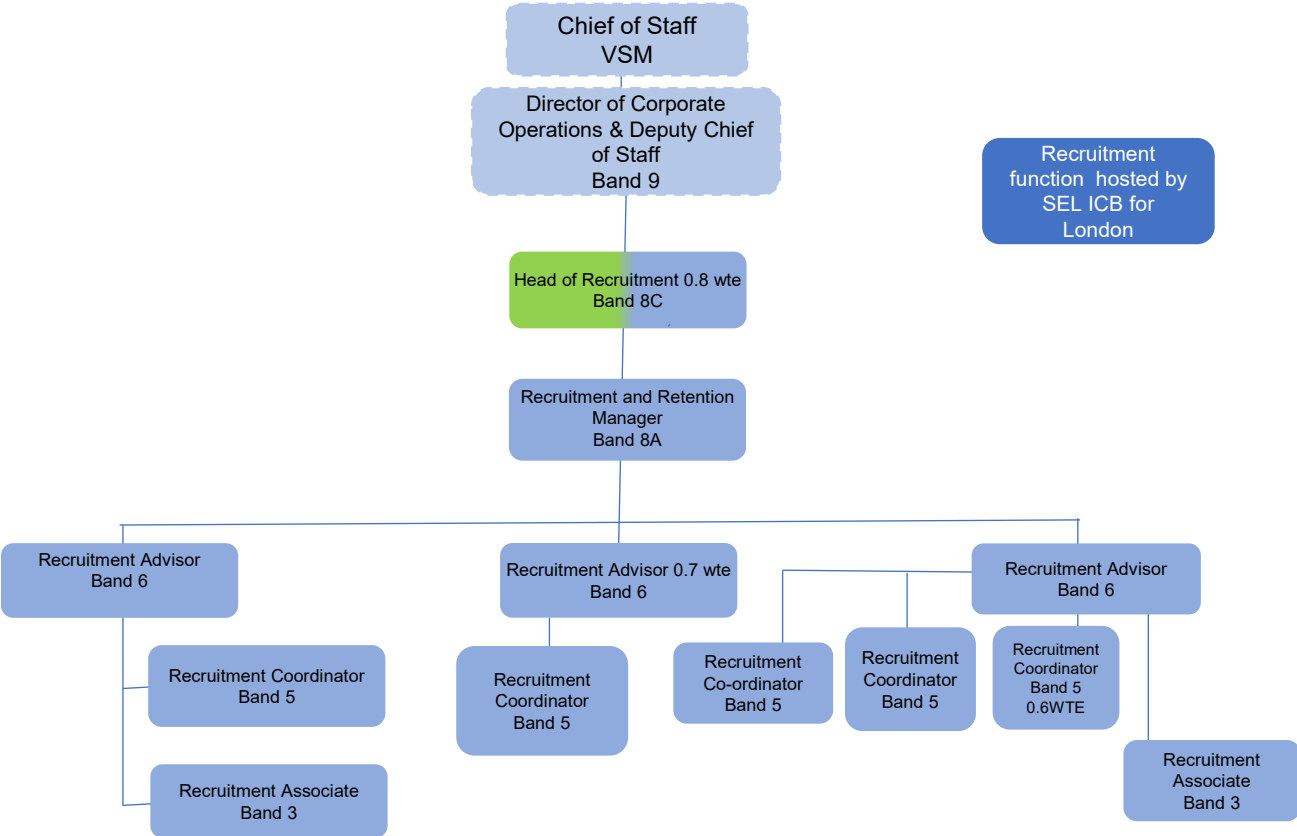 Chief of Staff
VSM
Director of Corporate
Operations & Deputy Chief
of Staff
Band 9
Recruitment
function hosted by
SEL ICB for
London
Head of Recruitment 0.8 wte
Band 8C
Recruitment and Retention
Manager
Band 8A
Recruitment Advisor
Band 6
Recruitment Advisor 0.7 wte
Band 6
Recruitment Advisor
Band 6
Recruitment Coordinator
Band 5
Recruitment
Coordinator
Band 5
Recruitment
Co-ordinator
Band 5
Recruitment
Coordinator
Band 5
Recruitment
Coordinator
Band 5
0.6WTE
Recruitment Associate
Band 3
Recruitment
Associate
Band 3